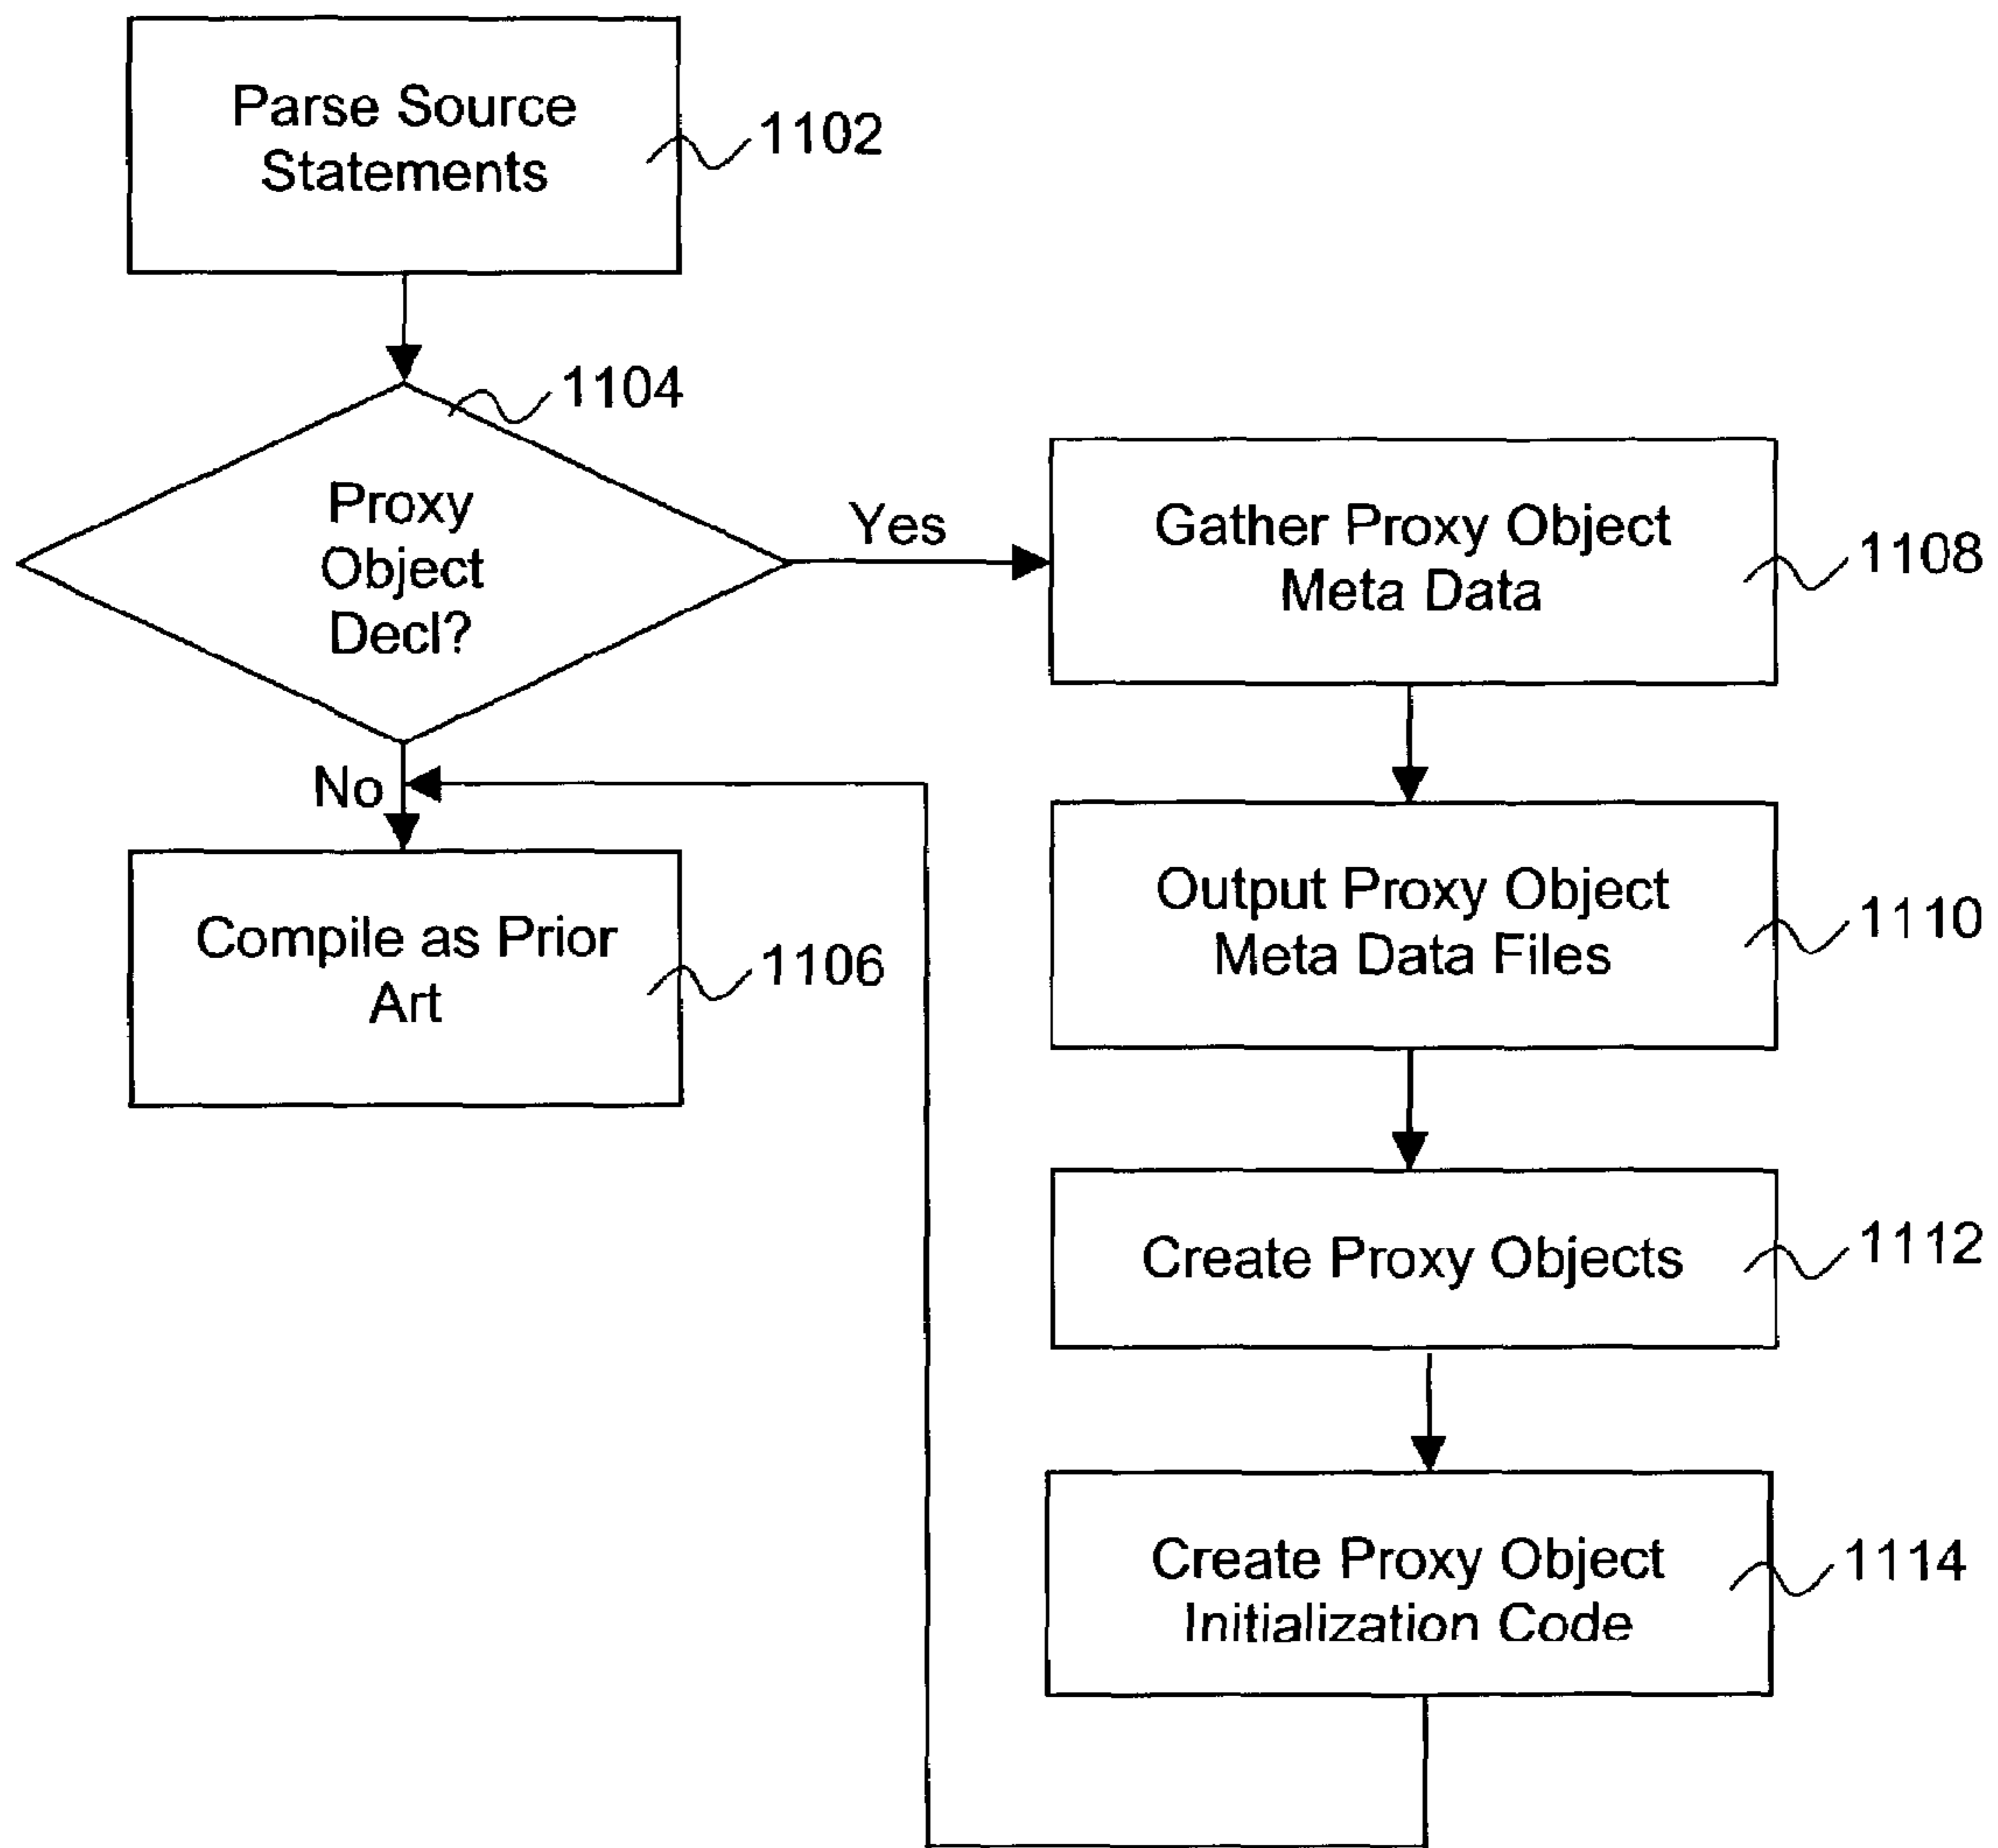 Parse Source
Statements
1102
1104
Proxy
Object
Decl?
Yes
No
Compile as Prior
Art
1106
Gather Proxy Object
Meta Data
1108
Output Proxy Object
Meta Data Files
1110
Create Proxy Objects
1112
Create Proxy Object
Initialization Code
1114